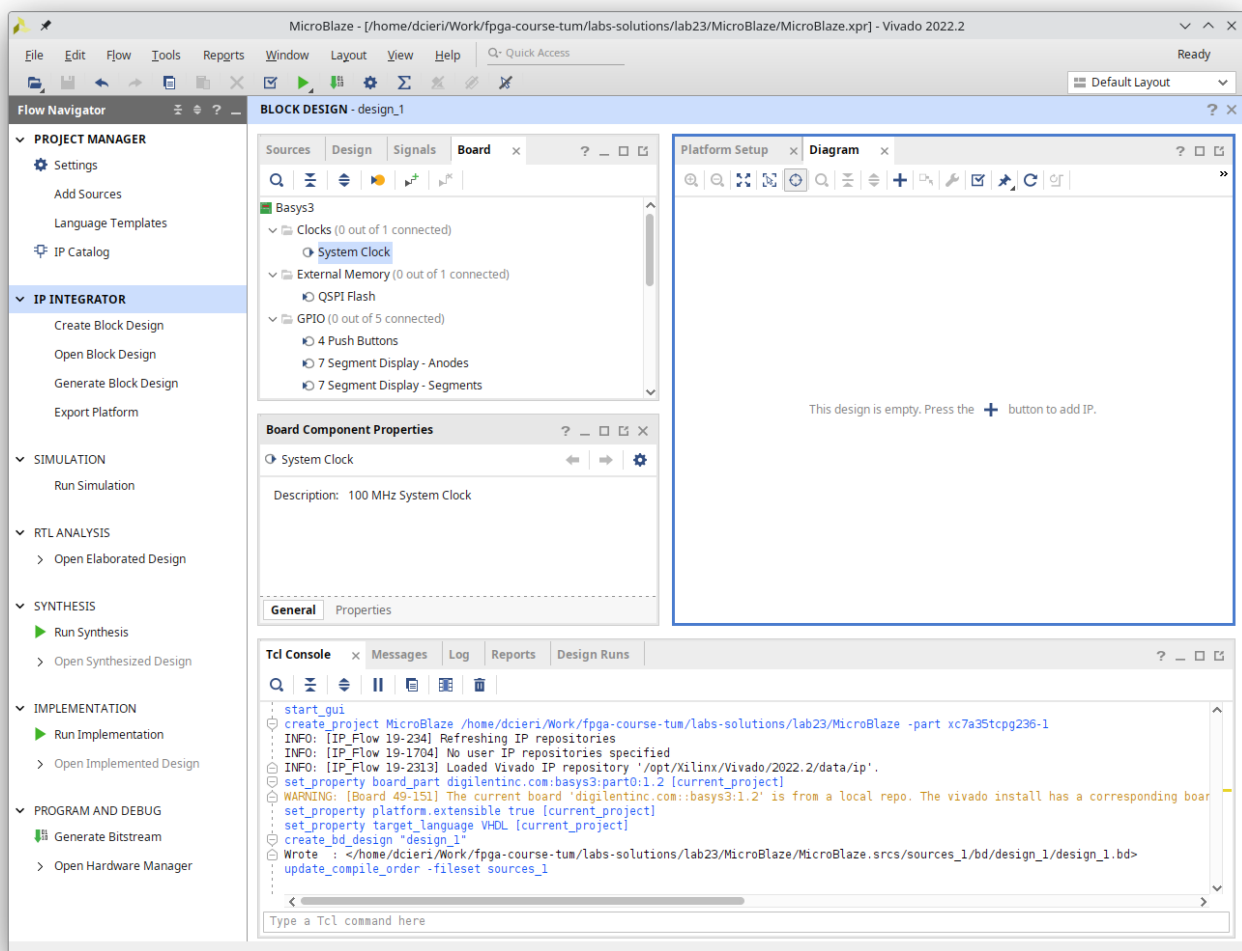 MicroBlaze - [/home/dcieri/Work/fpga-course-tum/labs-solutions/lab23/MicroBlaze/MicroBlaze.xpr] - Vivado 2022.2
File Edit Flow Tools Reports Window Layout View Help Quick Access Ready
Default Layout
Flow Navigator
PROJECT MANAGER
Settings
Add Sources
Language Templates
IP Catalog
IP INTEGRATOR
Create Block Design
Open Block Design
Generate Block Design
Export Platform
SIMULATION
Run Simulation
RTL ANALYSIS
Open Elaborated Design
SYNTHESIS
Run Synthesis
Open Synthesized Design
IMPLEMENTATION
Run Implementation
Open Implemented Design
PROGRAM AND DEBUG
Generate Bitstream
Open Hardware Manager
BLOCK DESIGN - design_1
Sources Design Signals Board
Basys3
Clocks (0 out of 1 connected)
System Clock
External Memory (0 out of 1 connected)
QSPI Flash
GPIO (0 out of 5 connected)
4 Push Buttons
7 Segment Display - Anodes
7 Segment Display - Segments
Board Component Properties
System Clock
Description: 100 MHz System Clock
General Properties
Platform Setup Diagram
This design is empty. Press the + button to add IP.
Tcl Console Messages Log Reports Design Runs
start_gui
create_project MicroBlaze /home/dcieri/Work/fpga-course-tum/labs-solutions/lab23/MicroBlaze -part xc7a35tcpg236-1
INFO: [IP_Flow 19-234] Refreshing IP repositories
INFO: [IP_Flow 19-1704] No user IP repositories specified
INFO: [IP_Flow 19-2313] Loaded Vivado IP repository '/opt/Xilinx/Vivado/2022.2/data/ip'.
set_property board_part digilentinc.com:basys3:part0:1.2 [current_project]
WARNING: [Board 49-151] The current board 'digilentinc.com::basys3:1.2' is from a local repo. The vivado install has a corresponding boar
set_property platform.extensible true [current_project]
set_property target_language VHDL [current_project]
create_bd_design "design_1"
Wrote : </home/dcieri/Work/fpga-course-tum/labs-solutions/lab23/MicroBlaze/MicroBlaze.srcs/sources_1/bd/design_1/design_1.bd>
update_compile_order -fileset sources_1
Type a Tcl command here